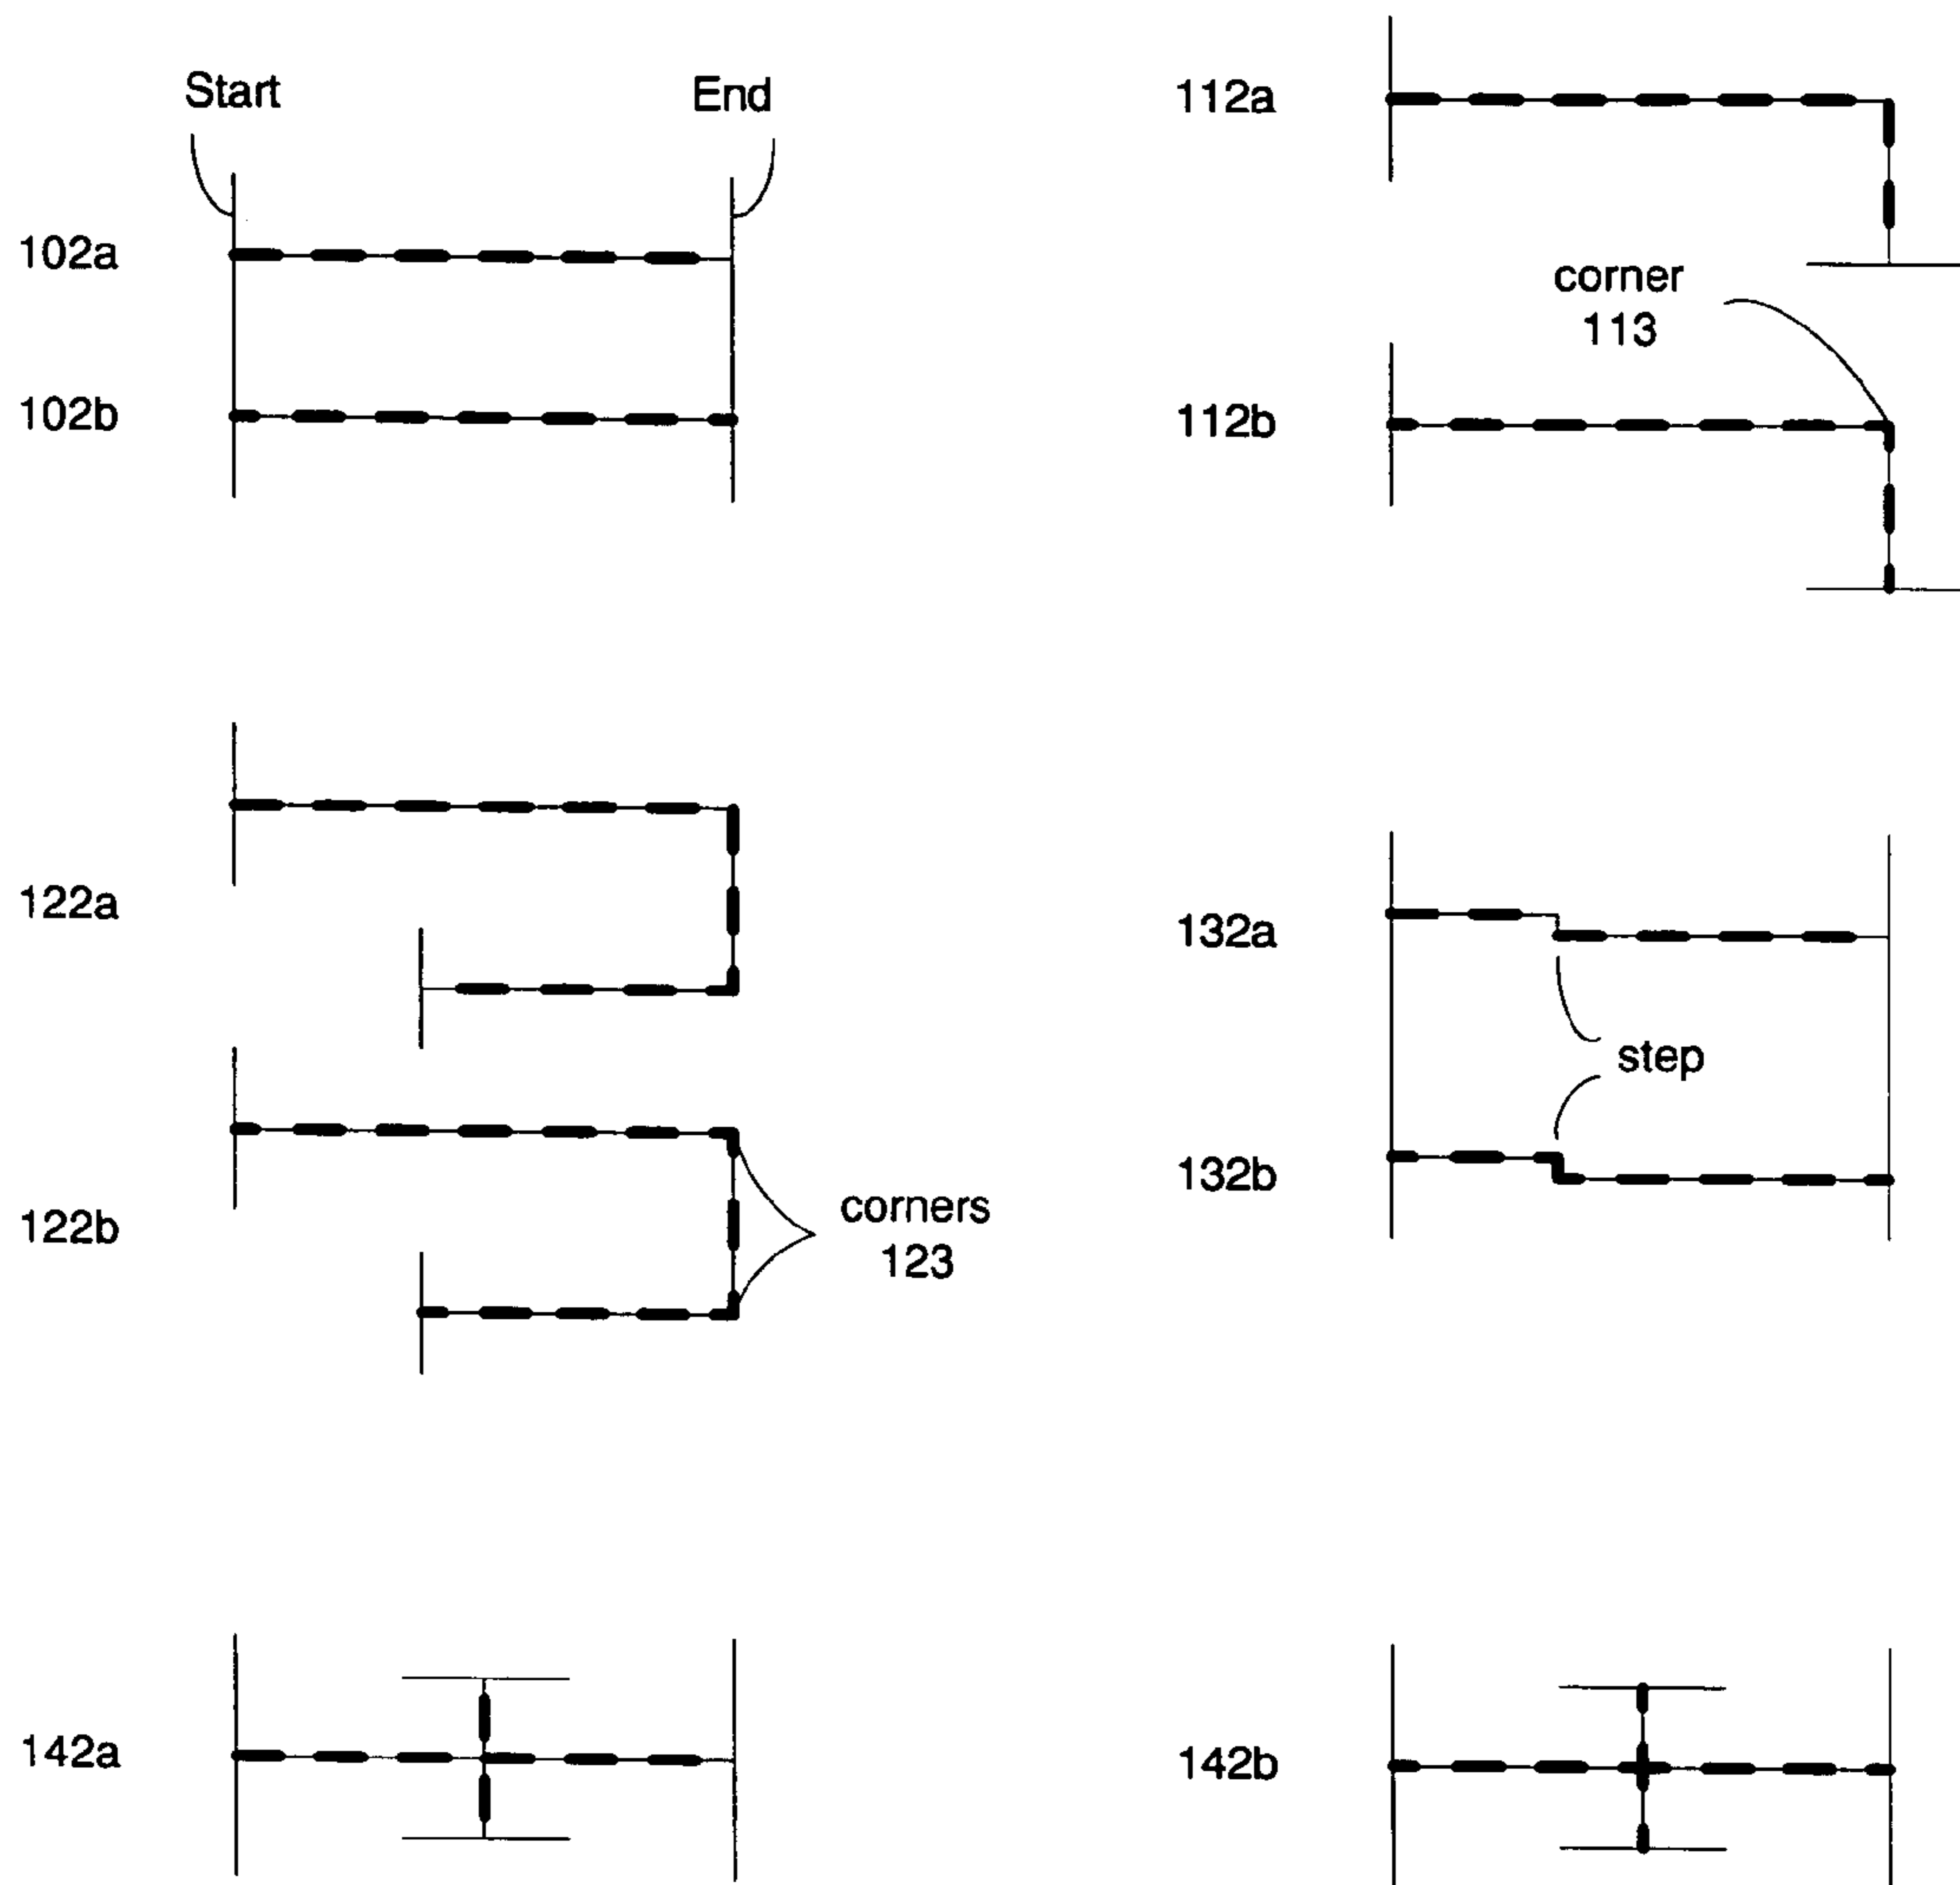 Start
End
102a
102b
112a
corner
113
112b
122a
122b
corners
123
132a
step
132b
142a
142b